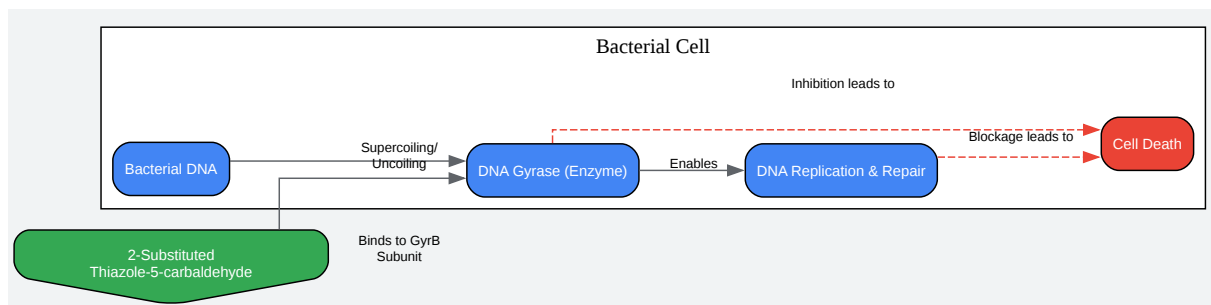 Bacterial Cell
Inhibition leads to
Blockage leads to
Cell Death
Supercoiling/
Uncoiling
Bacterial DNA
DNA Gyrase (Enzyme)
Enables
DNA Replication & Repair
Binds to GyrB
Subunit
2-Substituted
Thiazole-5-carbaldehyde